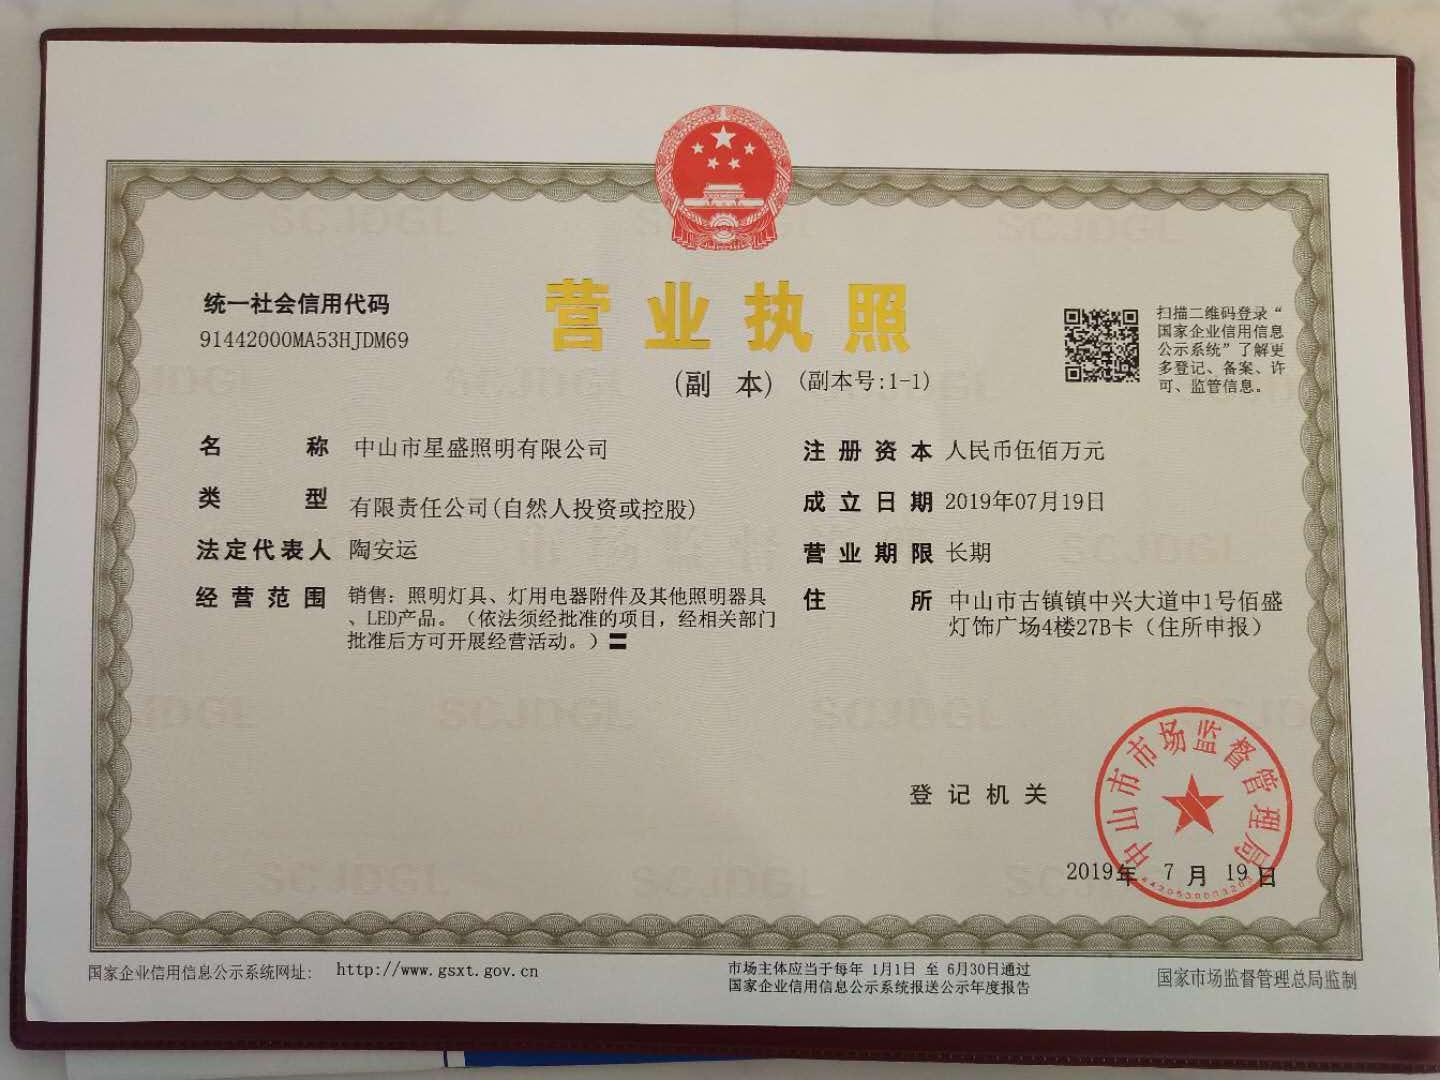 统一社会信用代码
91442000MA53HJDM69
营业执照
(副 本) (副本号:1-1)
扫描二维码登录“
国家企业信用信息
公示系统”了解更
多登记、备案、许
可、监管信息。
名 称 中山市星盛照明有限公司
类 型 有限责任公司(自然人投资或控股)
法定代表人 陶安运
经营范围 销售：照明灯具、灯用电器附件及其他照明器具
、LED产品。（依法须经批准的项目，经相关部门
批准后方可开展经营活动。）〓
注册资本 人民币伍佰万元
成立日期 2019年07月19日
营业期限 长期
住 所 中山市古镇镇中兴大道中1号佰盛
灯饰广场4楼27B卡（住所申报）
登记机关
中山市市场监督管理局
2019年 7 月 19 日
国家企业信用信息公示系统网址： http://www.gsxt.gov.cn
市场主体应当于每年 1月1日 至 6月30日通过
国家企业信用信息公示系统报送公示年度报告
国家市场监督管理总局监制
SCJDGL